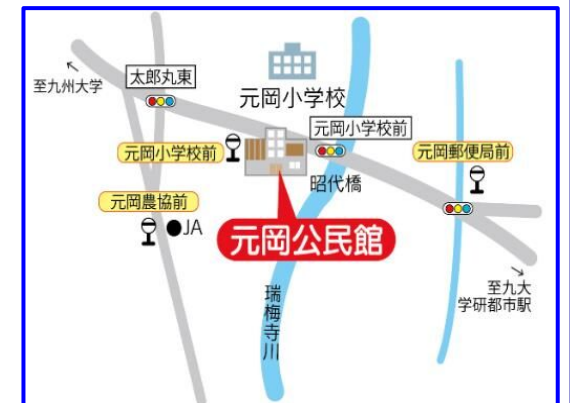 至九州大学
太郎丸東
元岡小学校
元岡小学校前
元岡小学校前
元岡郵便局前
昭代橋
元岡農協前
JA
元岡公民館
至九大
学研都市駅
瑞梅寺川